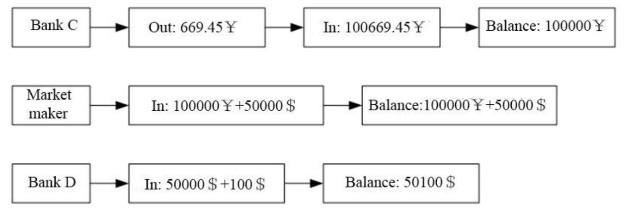 Bank C
Out: 669.45￥
In: 100669.45￥
Balance: 100000￥
Market
maker
In: 100000￥+50000＄
Balance:100000￥+50000＄
Bank D
In: 50000＄+100＄
Balance: 50100＄